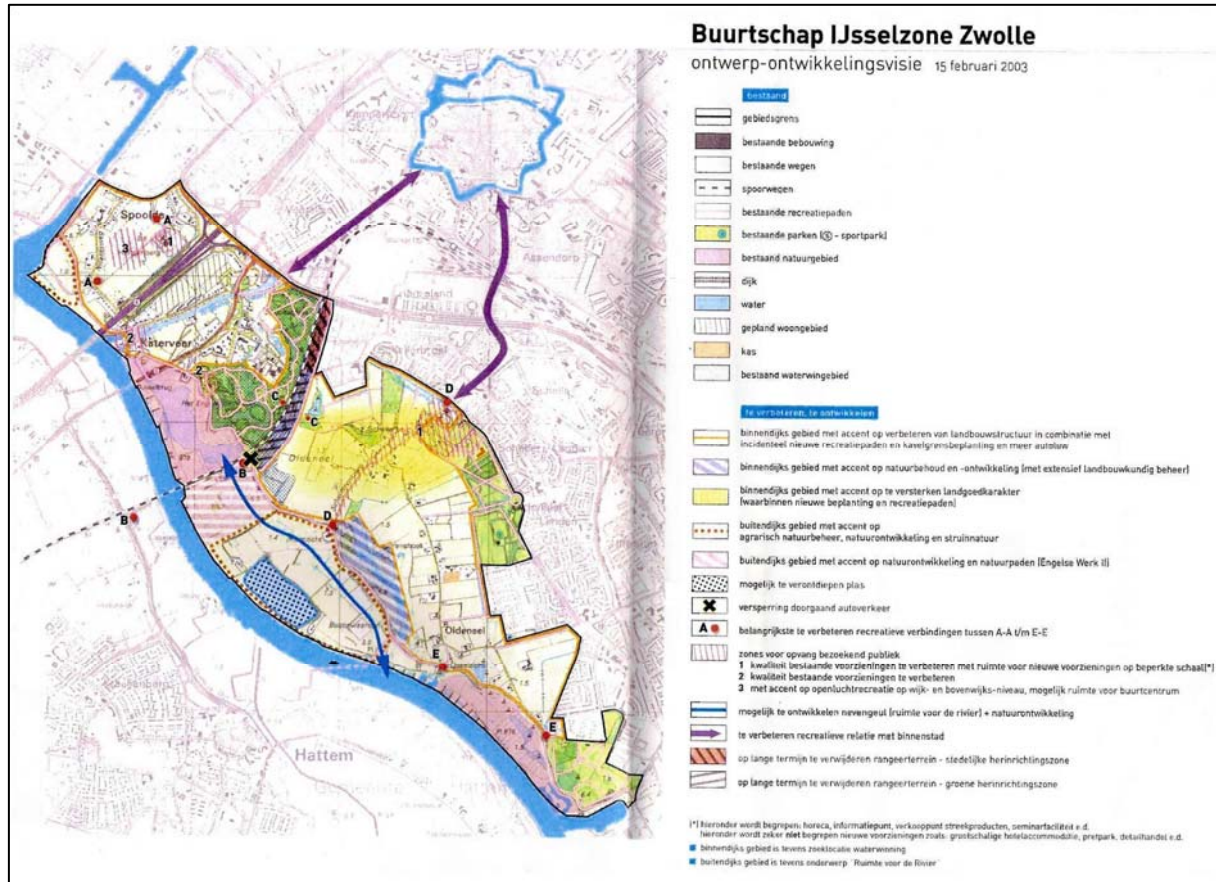 Buurtschap IJsselzone Zwolle
ontwerp-ontwikkelingsvisie 15 februari 2003
bestaand
gebiedsgrens
bestaande bebouwing
bestaande wegen
spoorwegen
bestaande recreatiepaden
bestaande parken (S - sportpark)
bestaand natuurgebied
dijk
water
gepland woongebied
kas
bestaand waterwingebied
te verbeteren, te ontwikkelen
binnendijks gebied met accent op verbeteren van landbouwstructuur in combinatie met
incidenteel nieuwe recreatiepaden en kavelgrensbeplanting en meer autoluw
binnendijks gebied met accent op natuurbehoud en -ontwikkeling (met extensief landbouwkundig beheer)
binnendijks gebied met accent op te versterken landgoedkarakter
(waarbinnen nieuwe beplanting en recreatiepaden)
buitendijks gebied met accent op
agrarisch natuurbeheer, natuurontwikkeling en struinnatuur
buitendijks gebied met accent op natuurontwikkeling en natuurpaden (Engelse Werk II)
mogelijk te verontdiepen plas
versperring doorgaand autoverkeer
A belangrijkste te verbeteren recreatieve verbindingen tussen A-A t/m E-E
zones voor opvang bezoekend publiek
1 kwaliteit bestaande voorzieningen te verbeteren met ruimte voor nieuwe voorzieningen op beperkte schaal(*)
2 kwaliteit bestaande voorzieningen te verbeteren
3 met accent op openluchtrecreatie op wijk- en bovenwijks-niveau, mogelijk ruimte voor buurtcentrum
mogelijk te ontwikkelen nevengeul (ruimte voor de rivier) + natuurontwikkeling
te verbeteren recreatieve relatie met binnenstad
op lange termijn te verwijderen rangeerterrein - stedelijke herinrichtingszone
op lange termijn te verwijderen rangeerterrein - groene herinrichtingszone
(*) hieronder wordt begrepen: horeca, informatiepunt, verkooppunt streekproducten, seminarfaciliteit e.d.
hieronder wordt zeker niet begrepen nieuwe voorzieningen zoals: grootschalige hotelaccommodatie, pretpark, detailhandel e.d.
binnendijks gebied is tevens zoeklocatie waterwinning
buitendijks gebied is tevens onderwerp "Ruimte voor de Rivier"
Spoolde
A
1
3
A
Assendorp
2
Katerveer
2
C
C
D
1
Oldeneel
B
B
D
Oldeneel
E
E
Hattem